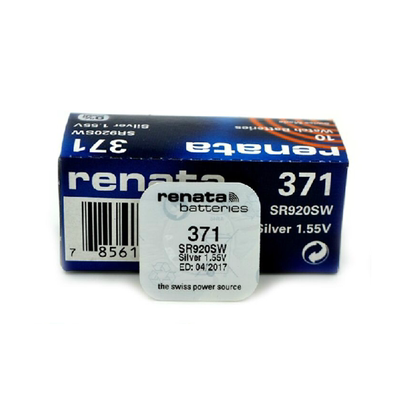 10
Watch Batteries
renata
371
SR920SW
Silver 1.55V
renata
371
SR920SW
Silver 1.55V
7 8561
renata
batteries
371
SR920SW
Silver 1.55V
ED: 04/2017
the swiss power source